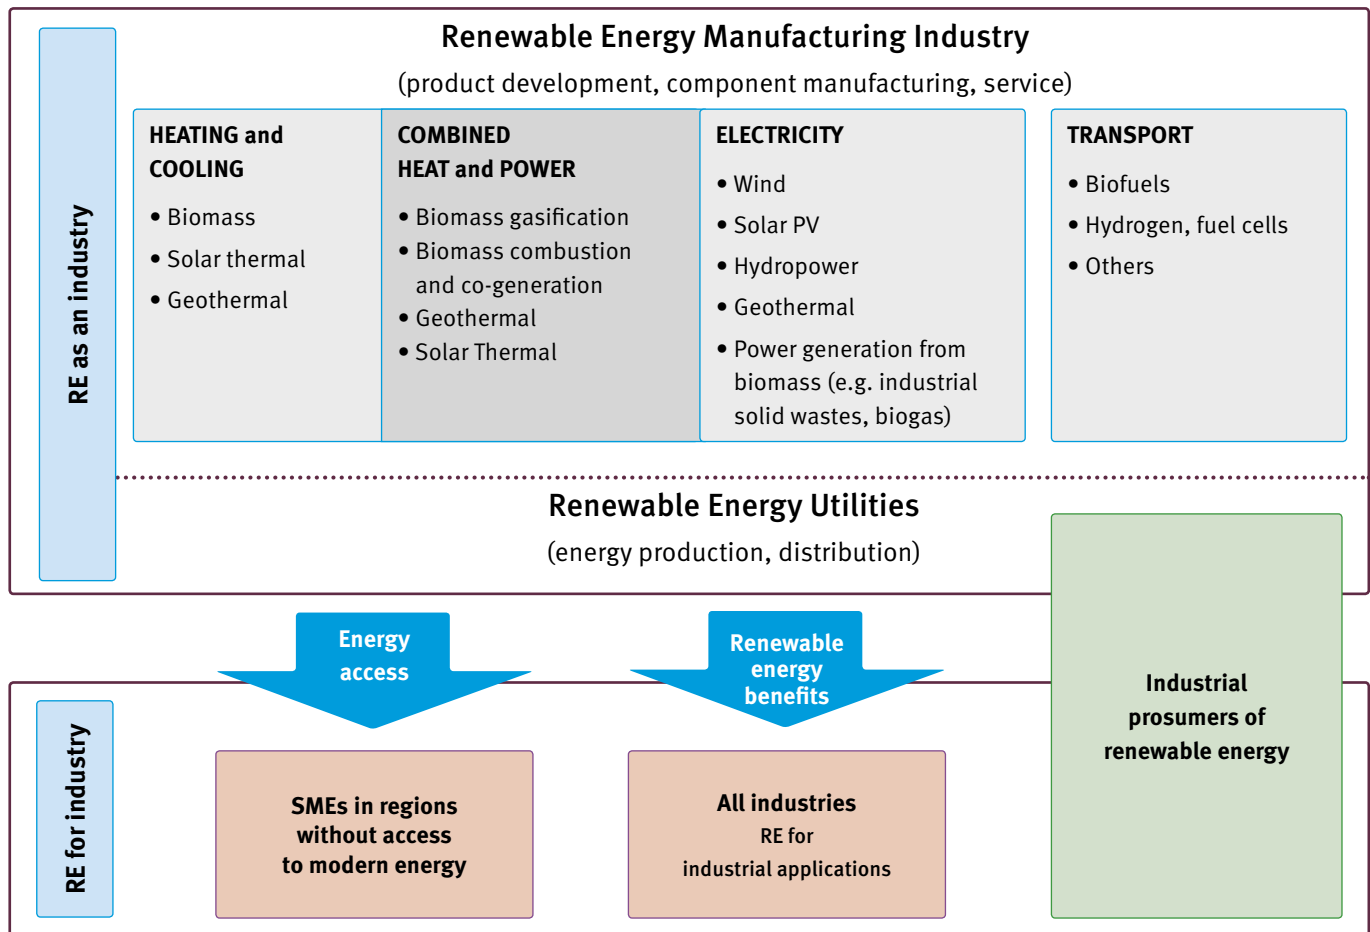 Renewable Energy Manufacturing Industry
(product development, component manufacturing, service)
RE as an industry
HEATING and
COOLING
• Biomass
• Solar thermal
• Geothermal
COMBINED
HEAT and POWER
• Biomass gasification
• Biomass combustion
and co-generation
• Geothermal
• Solar Thermal
ELECTRICITY
• Wind
• Solar PV
• Hydropower
• Geothermal
• Power generation from
biomass (e.g. industrial
solid wastes, biogas)
TRANSPORT
• Biofuels
• Hydrogen, fuel cells
• Others
Renewable Energy Utilities
(energy production, distribution)
Energy
access
Renewable
energy
benefits
Industrial
prosumers of
renewable energy
RE for industry
SMEs in regions
without access
to modern energy
All industries
RE for
industrial applications